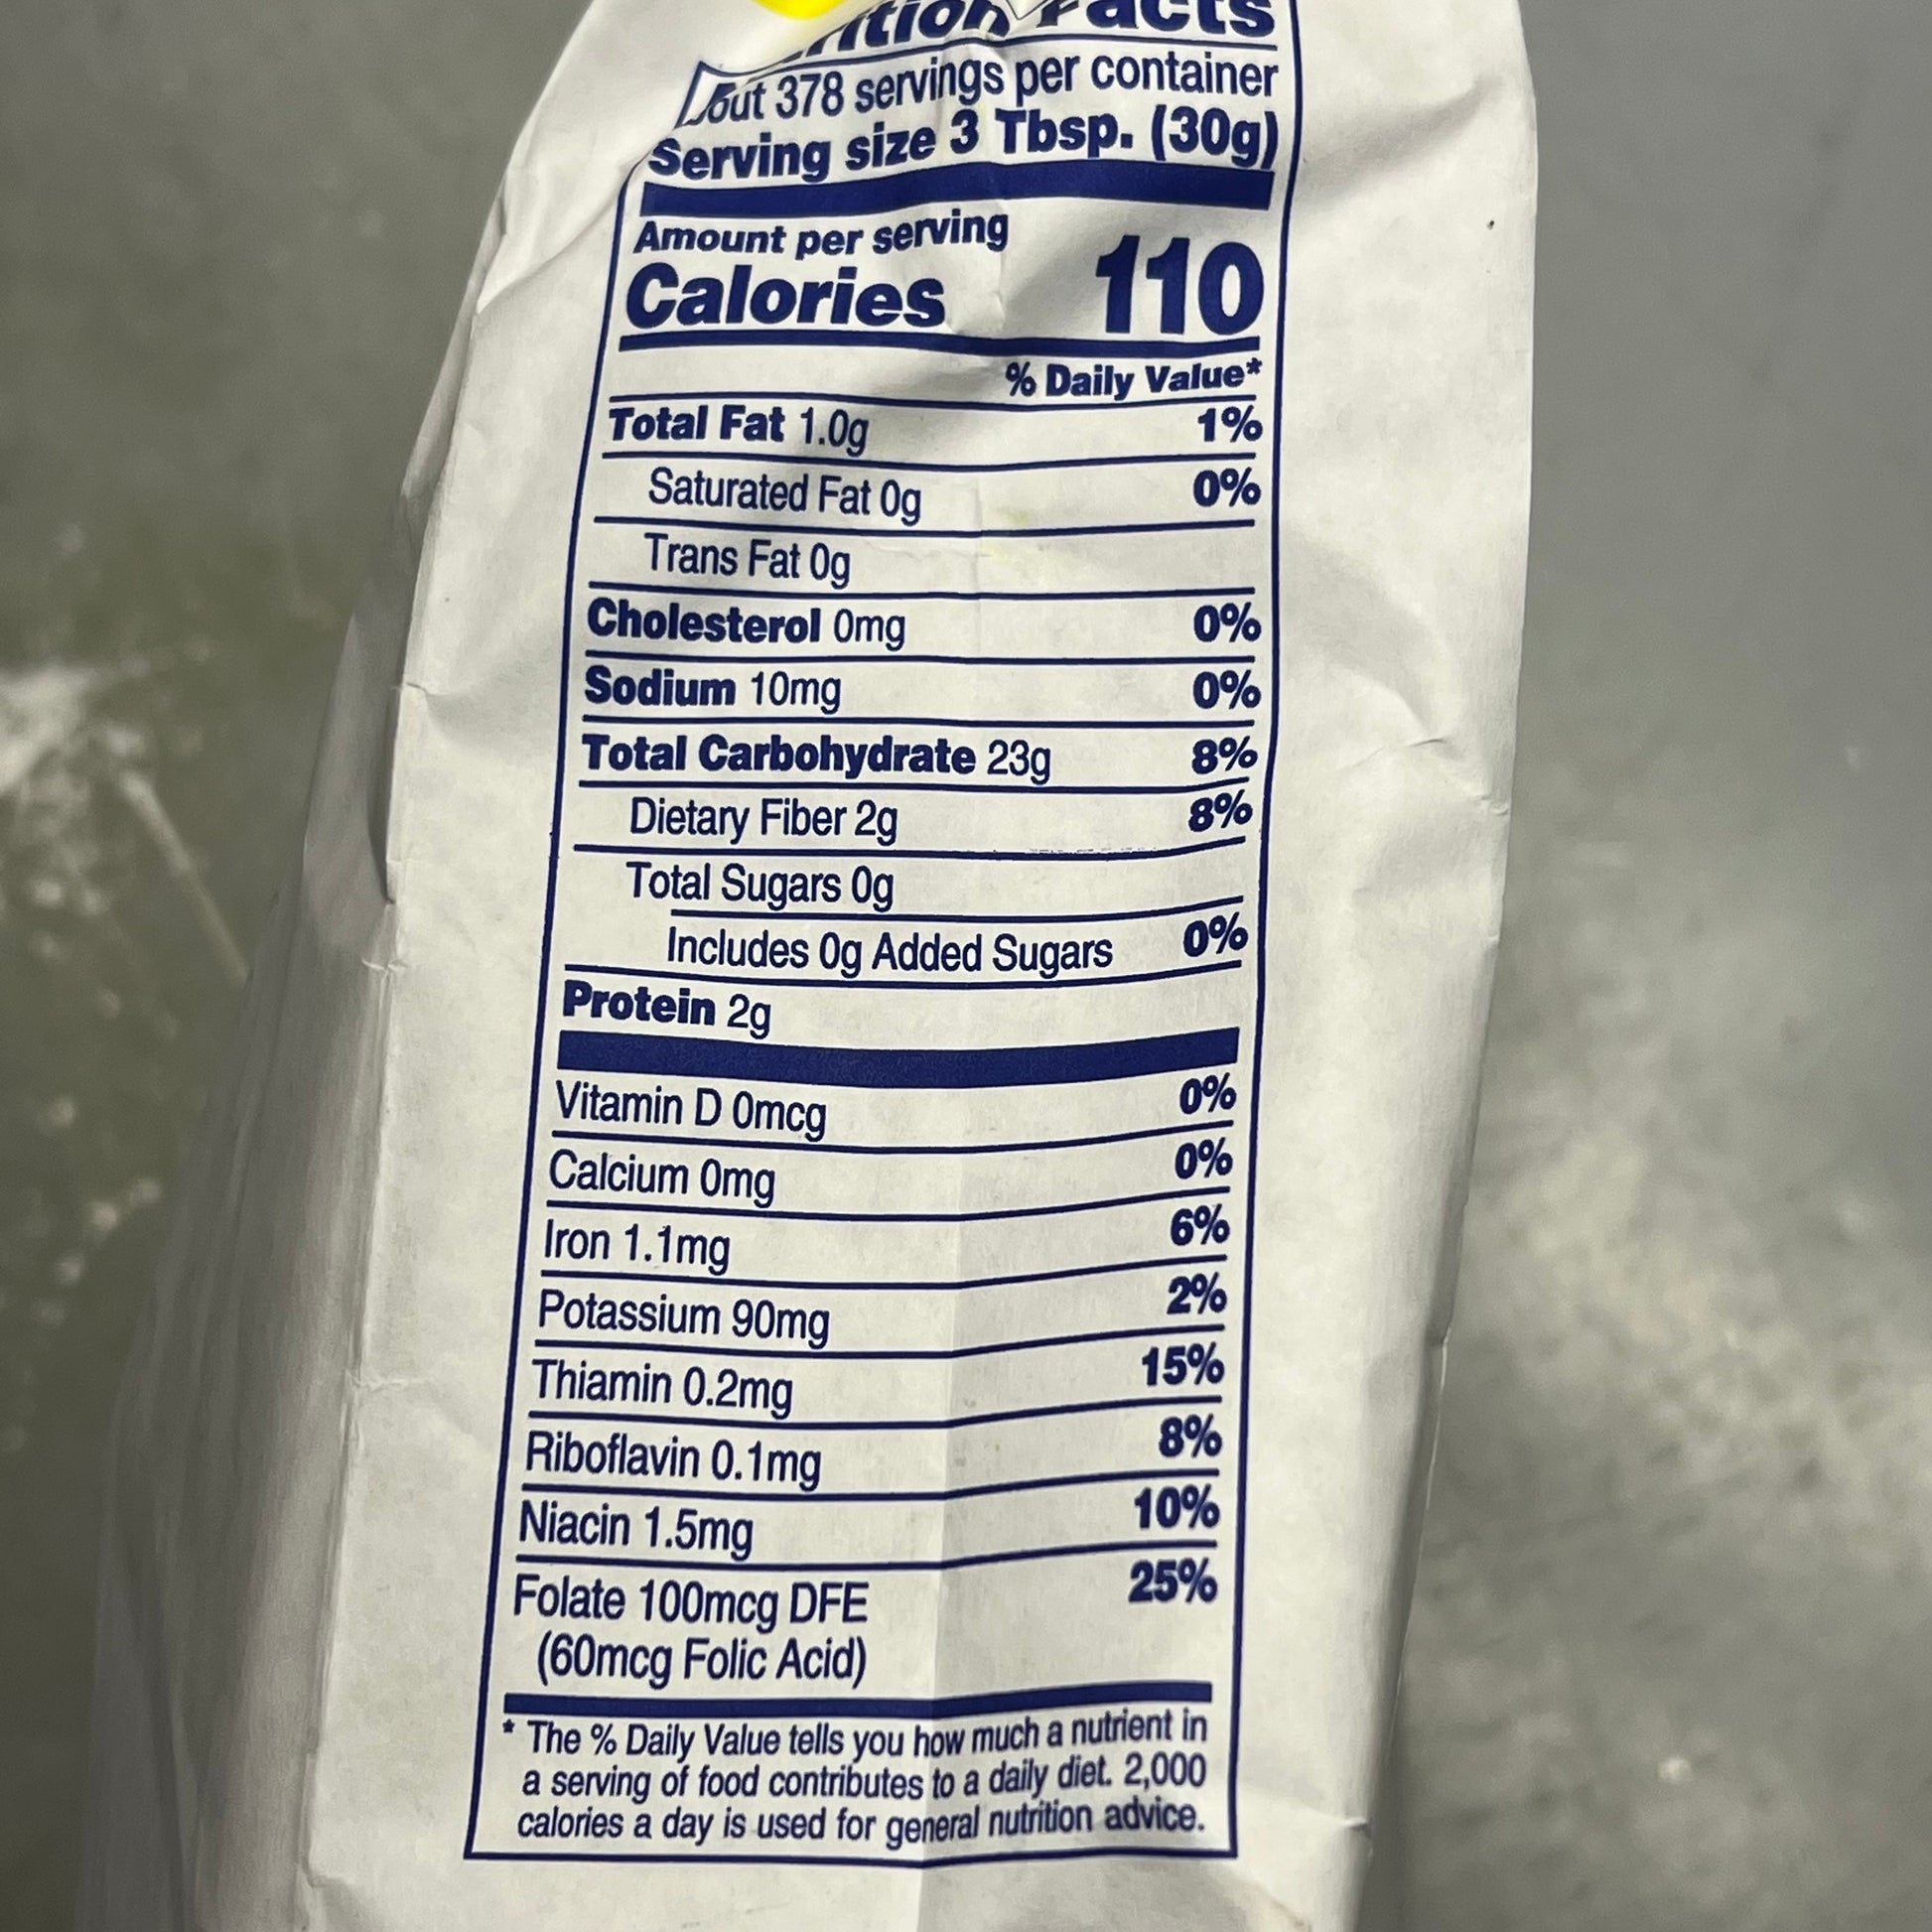 Facts
378 servings per container
Serving size 3 Tbsp. (30g)
Amount per serving
Calories 110
% Daily Value*
Total Fat 1.0g 1%
Saturated Fat 0g 0%
Trans Fat 0g
Cholesterol 0mg 0%
Sodium 10mg 0%
Total Carbohydrate 23g 8%
Dietary Fiber 2g 8%
Total Sugars 0g
Includes 0g Added Sugars 0%
Protein 2g
Vitamin D 0mcg 0%
Calcium 0mg 0%
Iron 1.1mg 6%
Potassium 90mg 2%
Thiamin 0.2mg 15%
Riboflavin 0.1mg 8%
Niacin 1.5mg 10%
Folate 100mcg DFE 25%
(60mcg Folic Acid)
* The % Daily Value tells you how much a nutrient in
a serving of food contributes to a daily diet. 2,000
calories a day is used for general nutrition advice.